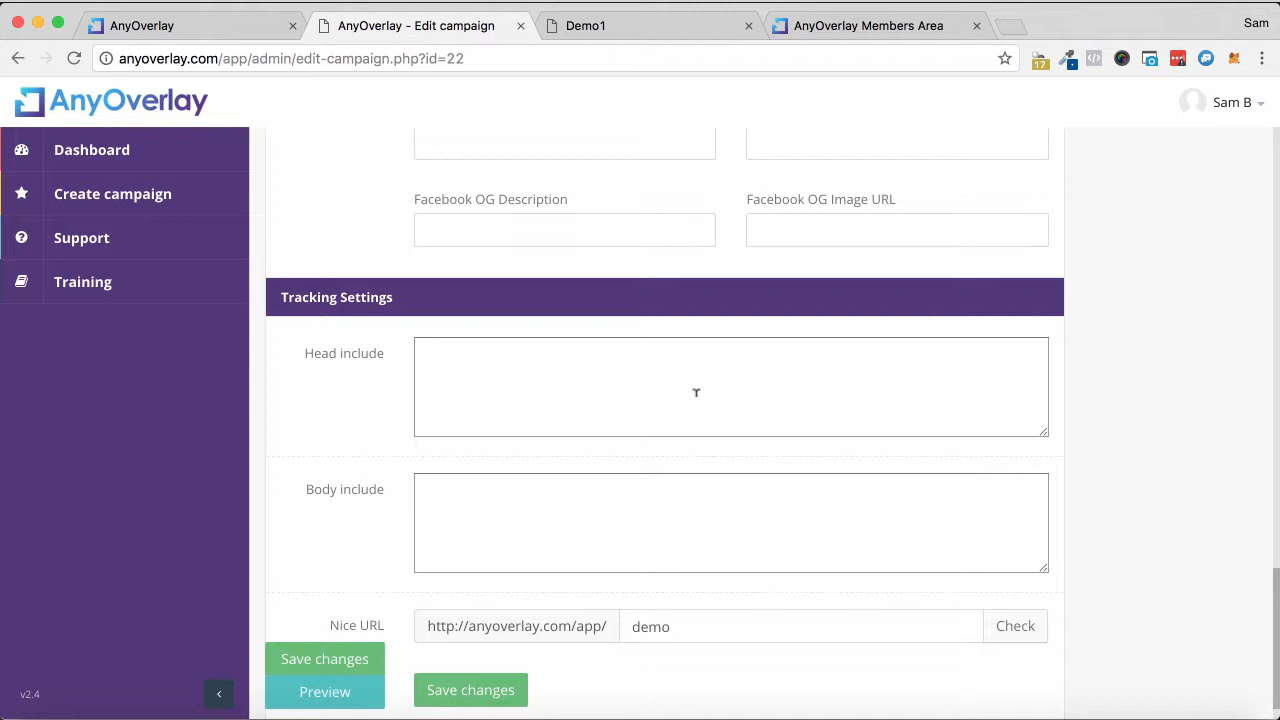 AnyOverlay
AnyOverlay - Edit campaign
Demo1
AnyOverlay Members Area
Sam
anyoverlay.com/app/admin/edit-campaign.php?id=22
17
AnyOverlay
Sam B
Dashboard
Create campaign
Support
Training
Facebook OG Description
Facebook OG Image URL
Tracking Settings
Head include
Body include
Nice URL
http://anyoverlay.com/app/
demo
Check
Save changes
Preview
Save changes
v2.4